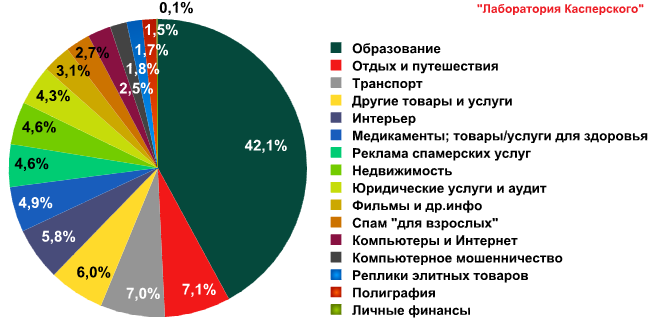 "Лаборатория Касперского"
0,1%
1,5%
1,7%
1,8%
2,5%
2,7%
3,1%
4,3%
4,6%
4,6%
4,9%
5,8%
6,0%
7,0%
7,1%
42,1%
Образование
Отдых и путешествия
Транспорт
Другие товары и услуги
Интерьер
Медикаменты; товары/услуги для здоровья
Реклама спамерских услуг
Недвижимость
Юридические услуги и аудит
Фильмы и др.инфо
Спам "для взрослых"
Компьютеры и Интернет
Компьютерное мошенничество
Реплики элитных товаров
Полиграфия
Личные финансы